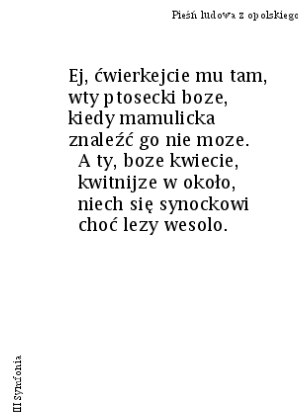 Pieśń ludowa z opolskiego
Ej, ćwierkejcie mu tam,
wty ptosecki boze,
kiedy mamulicka
znaleźć go nie moze.
A ty, boze kwiecie,
kwitnijze w około,
niech się synockowi
choć lezy wesolo.
III Symfonia